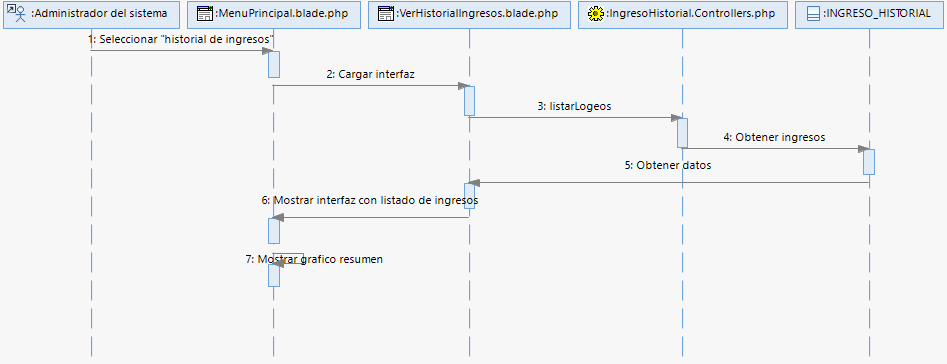 :Administrador del sistema
:MenuPrincipal.blade.php
:VerHistorialIngresos.blade.php
:IngresoHistorial.Controllers.php
:INGRESO_HISTORIAL
1: Seleccionar "historial de ingresos"
2: Cargar interfaz
3: listarLogeos
4: Obtener ingresos
5: Obtener datos
6: Mostrar interfaz con listado de ingresos
7: Mostrar grafico resumen